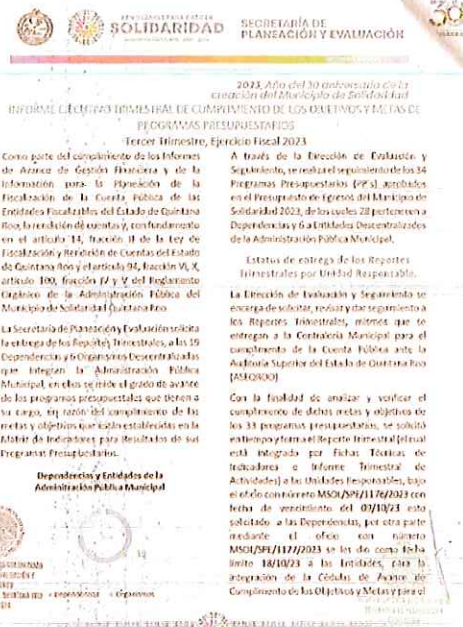 SOLIDARIDAD
SECRETARÍA DE
PLANEACIÓN Y EVALUACIÓN
2023, Año del 30 aniversario de la
creación del Municipio de Solidaridad
INFORME EJECUTIVO TRIMESTRAL DE CUMPLIMIENTO DE LOS OBJETIVOS Y METAS DE
PROGRAMAS PRESUPUESTARIOS
Tercer Trimestre, Ejercicio Fiscal 2023
Como parte del cumplimiento de los Informes
de Avance de Gestión Financiera y de la
Información para la Planeación de la
Fiscalización de la Cuenta Pública de las
Entidades Fiscalizables del Estado de Quintana
Roo, la rendición de cuentas y, con fundamento
en el artículo 14, fracción II de la Ley de
Fiscalización y Rendición de Cuentas del Estado
de Quintana Roo y el artículo 94, fracción VI, X,
artículo 100, fracción IV y V del Reglamento
Orgánico de la Administración Pública del
Municipio de Solidaridad Quintana Roo
La Secretaría de Planeación y Evaluación solicita
la entrega de los Reportes Trimestrales, a las 19
Dependencias y 6 Organismos Descentralizadas
que integran la Administración Pública
Municipal, en ellos se mide el grado de avance
de los programas presupuestales que tienen a
su cargo, en razón del cumplimiento de las
metas y objetivos que están establecidas en la
Matriz de Indicadores para Resultados de sus
Programas Presupuestarios.
Dependencias y Entidades de la
Administración Pública Municipal
Dependencias Organismos
A través de la Dirección de Evaluación y
Seguimiento, se realiza el seguimiento de los 34
Programas Presupuestarios (PP's) aprobados
en el Presupuesto de Egresos del Municipio de
Solidaridad 2023, de los cuales 28 pertenecen a
Dependencias y 6 a Entidades Descentralizados
de la Administración Pública Municipal.
Estatus de entrega de los Reportes
Trimestrales por Unidad Responsable.
La Dirección de Evaluación y Seguimiento se
encarga de solicitar, revisar y dar seguimiento a
los Reportes Trimestrales, mismos que se
entregan a la Contraloría Municipal para el
cumplimiento de la Cuenta Pública ante la
Auditoría Superior del Estado de Quintana Roo
(ASEQROO)
Con la finalidad de analizar y verificar el
cumplimiento de dichas metas y objetivos de
los 33 programas presupuestarios, se solicitó
en tiempo y forma el Reporte Trimestral (el cual
está integrado por Fichas Técnicas de
Indicadores e Informe Trimestral de
Actividades) a las Unidades Responsables, bajo
el oficio con número MSOL/SPE/1176/2023 con
fecha de vencimiento del 09/10/23 esto
solicitado a las Dependencias, por otra parte
mediante el oficio con número
MSOL/SPE/1177/2023 se les dio como fecha
límite 18/10/23 a las Entidades, para la
integración de la Cédulas de Avance de
Cumplimiento de los Objetivos y Metas y para el